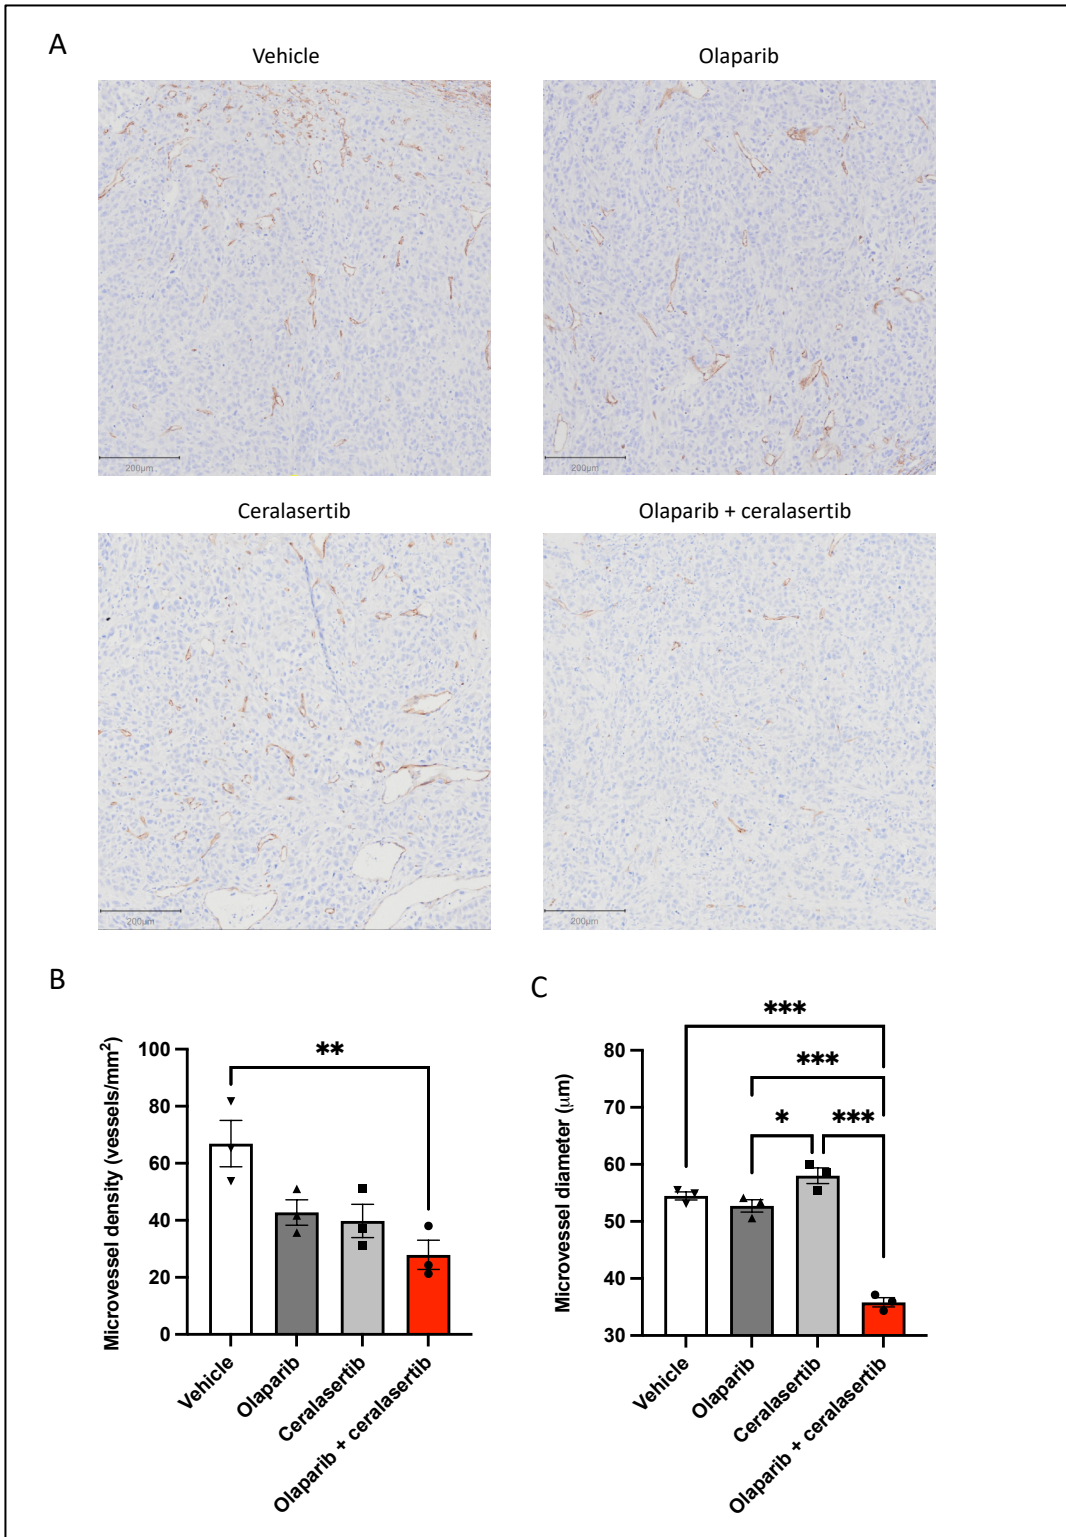 A
Vehicle
Olaparib
200µm
200µm
Ceralasertib
Olaparib + ceralasertib
200µm
200µm
B
Microvessel density (vessels/mm²)
100
80
60
40
20
0
**
Vehicle
Olaparib
Ceralasertib
Olaparib + ceralasertib
C
Microvessel diameter (µm)
80
70
60
50
40
30
***
***
*
***
Vehicle
Olaparib
Ceralasertib
Olaparib + ceralasertib